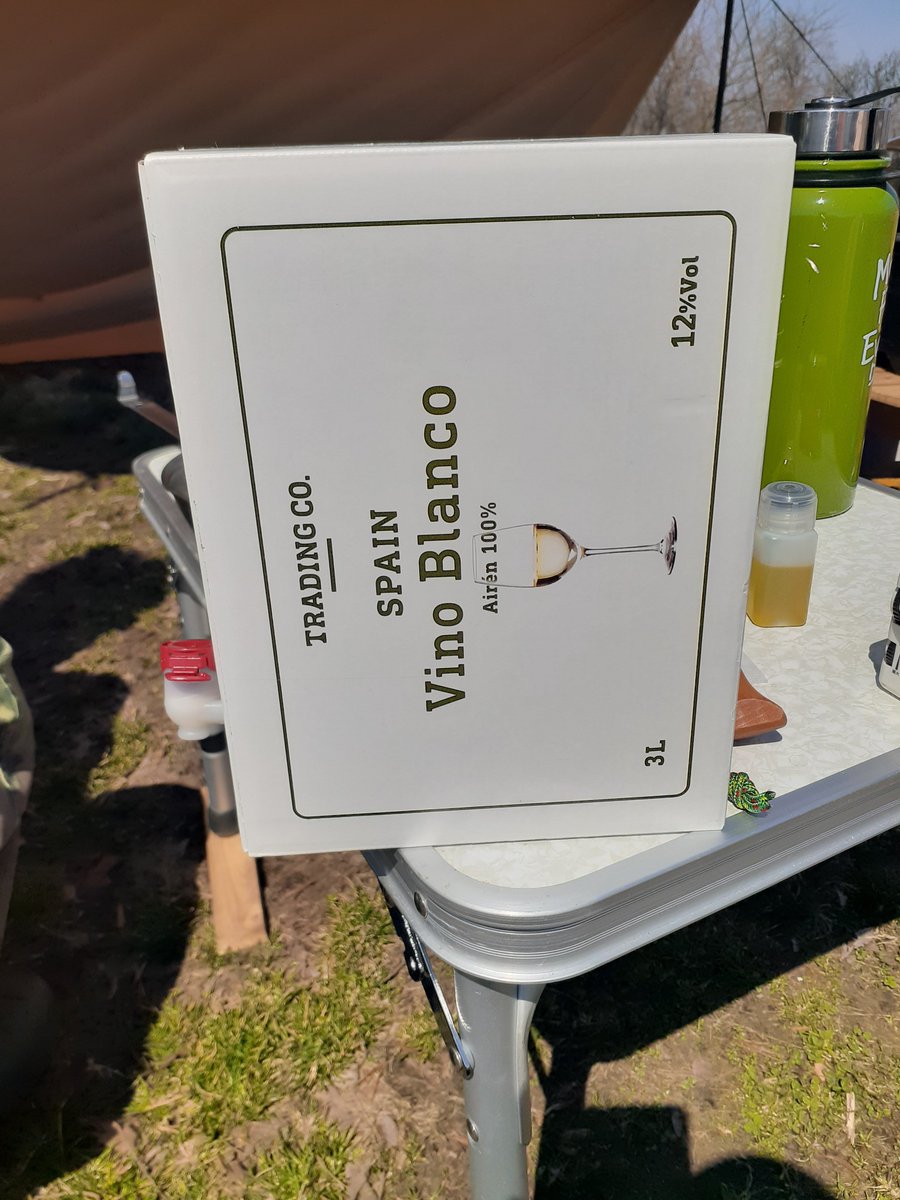 TRADING CO.
SPAIN
Vino Blanco
Airén 100%
3L
12%Vol